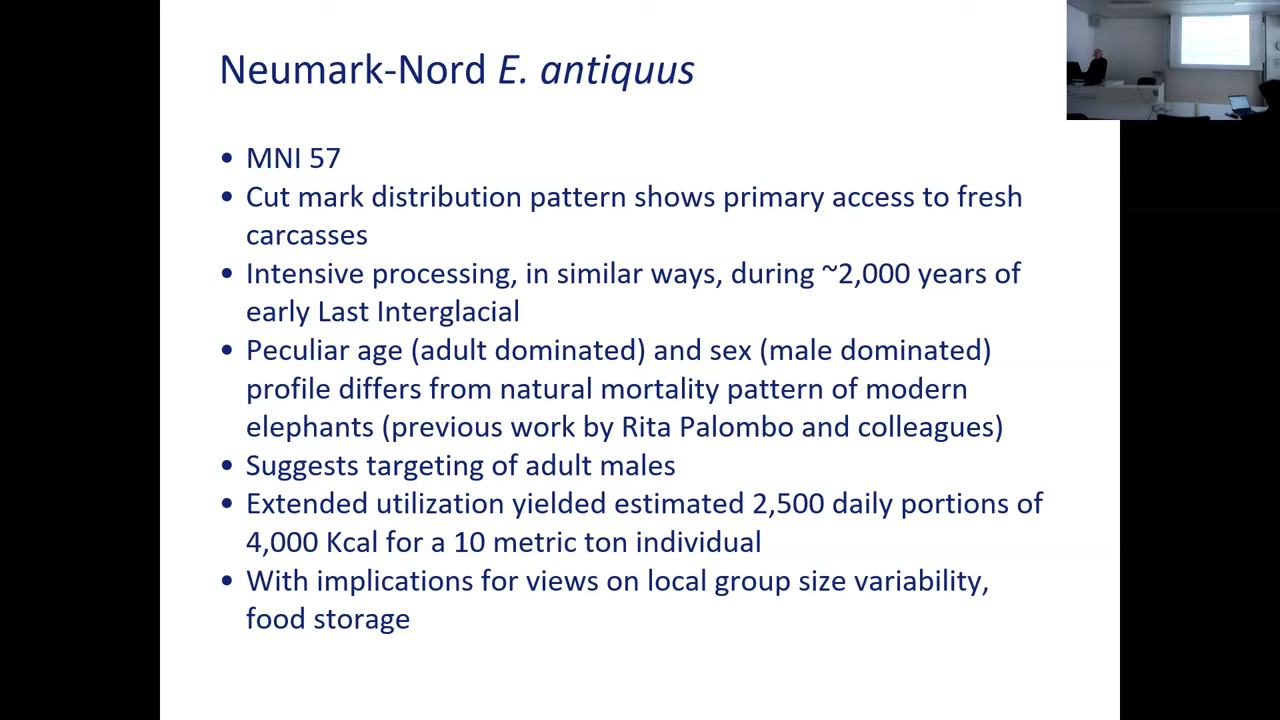 Neumark-Nord E. antiquus
• MNI 57
• Cut mark distribution pattern shows primary access to fresh
carcasses
• Intensive processing, in similar ways, during ~2,000 years of
early Last Interglacial
• Peculiar age (adult dominated) and sex (male dominated)
profile differs from natural mortality pattern of modern
elephants (previous work by Rita Palombo and colleagues)
• Suggests targeting of adult males
• Extended utilization yielded estimated 2,500 daily portions of
4,000 Kcal for a 10 metric ton individual
• With implications for views on local group size variability,
food storage